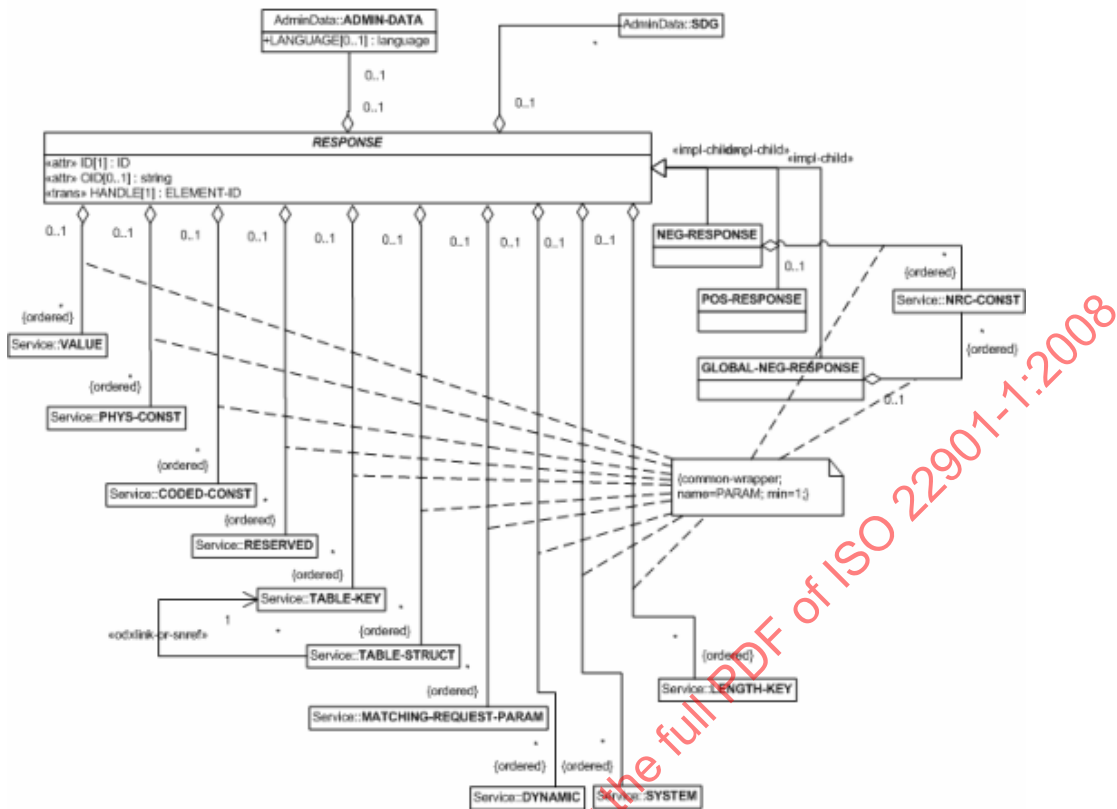 AdminData::ADMIN-DATA
+LANGUAGE[0..1] : language
AdminData::SDG
*
0..1
0..1
0..1
RESPONSE
«attr» ID[1] : ID
«attr» OID[0..1] : string
«trans» HANDLE[1] : ELEMENT-ID
«impl-child»
«impl-child»
«impl-child»
0..1
0..1
0..1
0..1
0..1
0..1
0..1
0..1
0..1
0..1
NEG-RESPONSE
0..1
*
{ordered}
POS-RESPONSE
Service::NRC-CONST
*
{ordered}
GLOBAL-NEG-RESPONSE
0..1
*
{ordered}
Service::VALUE
*
{ordered}
Service::PHYS-CONST
*
{ordered}
Service::CODED-CONST
*
{ordered}
Service::RESERVED
{common-wrapper;
name=PARAM; min=1;}
*
{ordered}
Service::TABLE-KEY
1
*
«odxlink-or-snref»
*
{ordered}
Service::TABLE-STRUCT
*
{ordered}
Service::LENGTH-KEY
*
{ordered}
Service::MATCHING-REQUEST-PARAM
*
{ordered}
Service::DYNAMIC
*
{ordered}
Service::SYSTEM
the full PDF of ISO 22901-1:2008